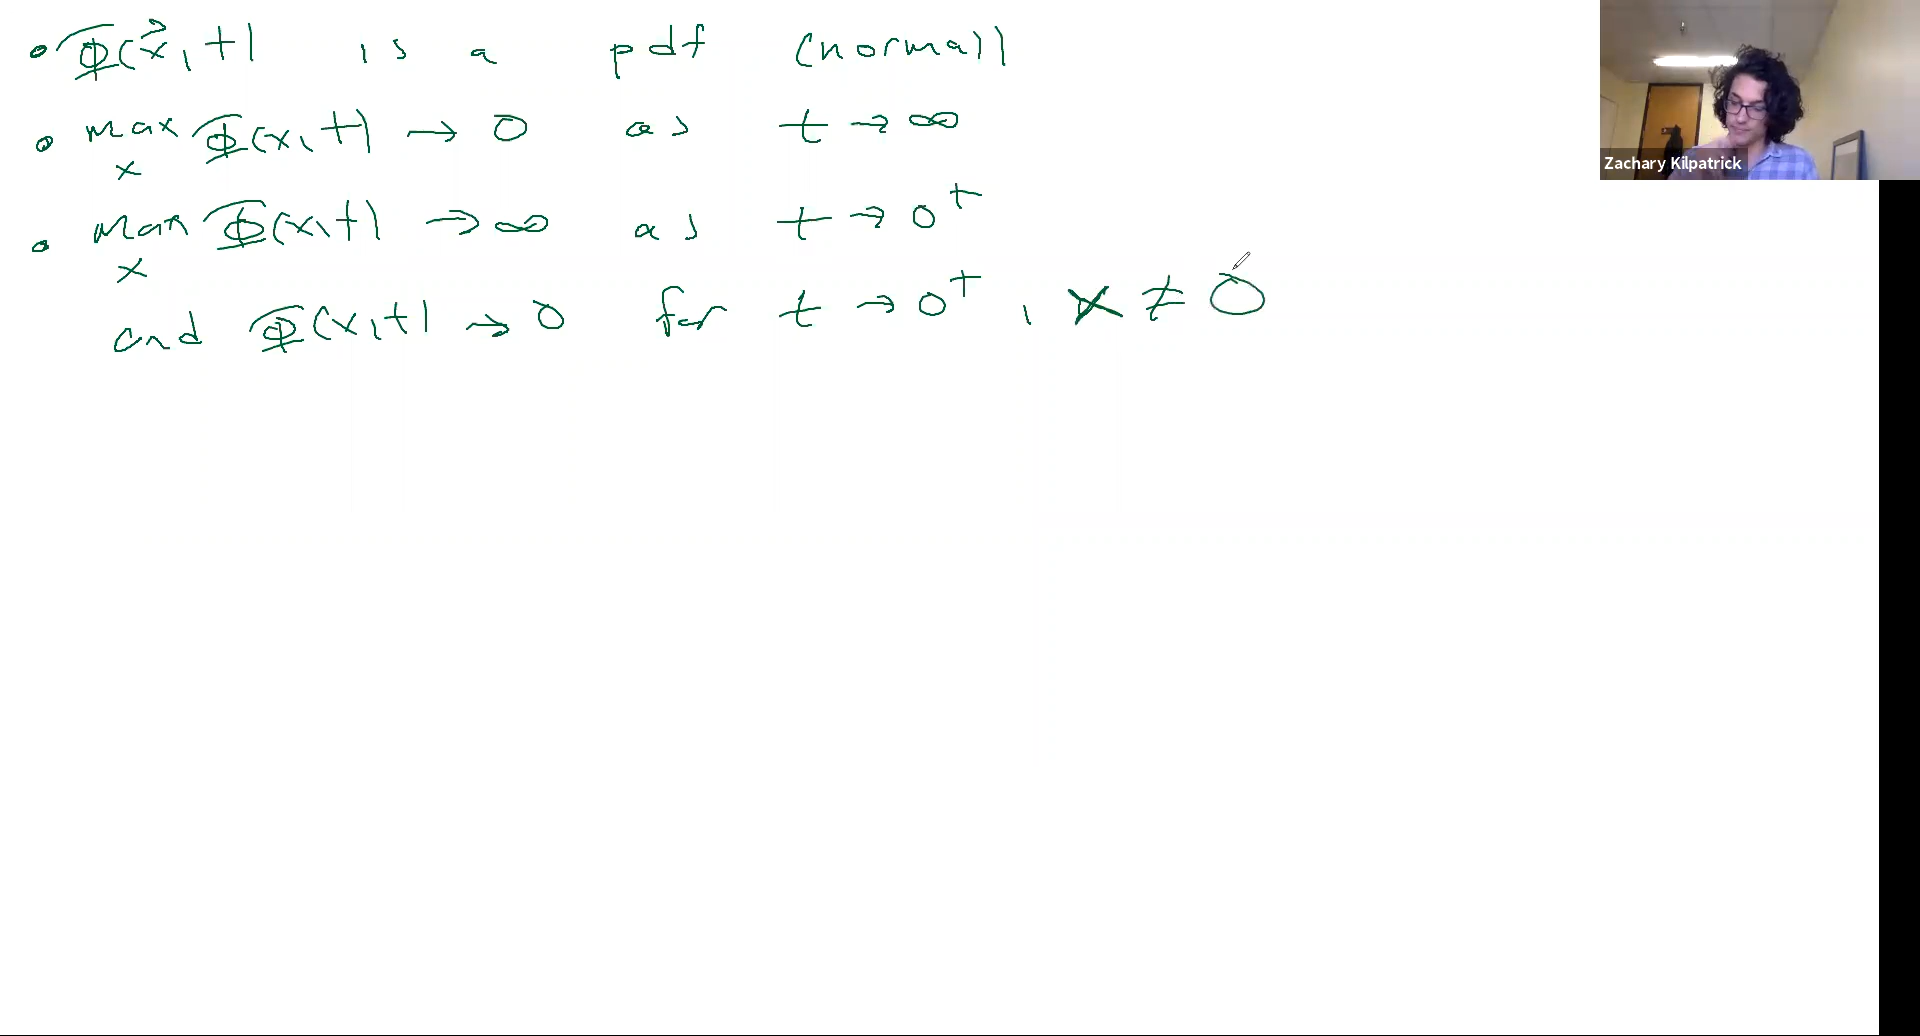 • Φ(x⃗,t) is a pdf (normal)
• max Φ(x,t) → 0 as t → ∞
x
• max Φ(x,t) → ∞ as t → 0⁺
x
and Φ(x,t) → 0 for t → 0⁺, x ≠ 0
Zachary Kilpatrick